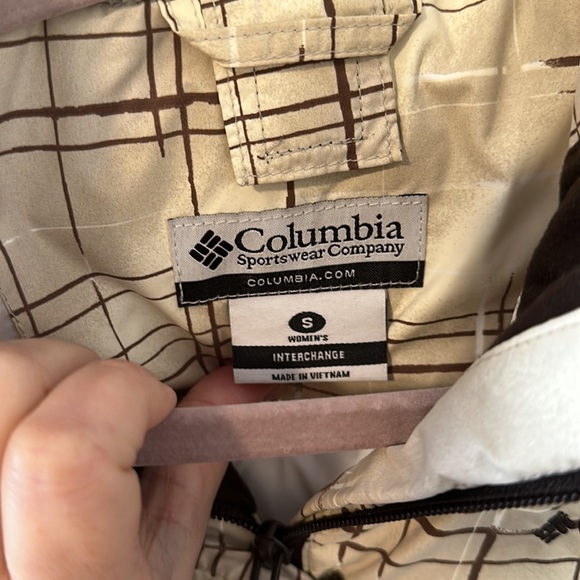 Columbia
Sportswear Company
COLUMBIA.COM
S
WOMEN'S
INTERCHANGE
MADE IN VIETNAM